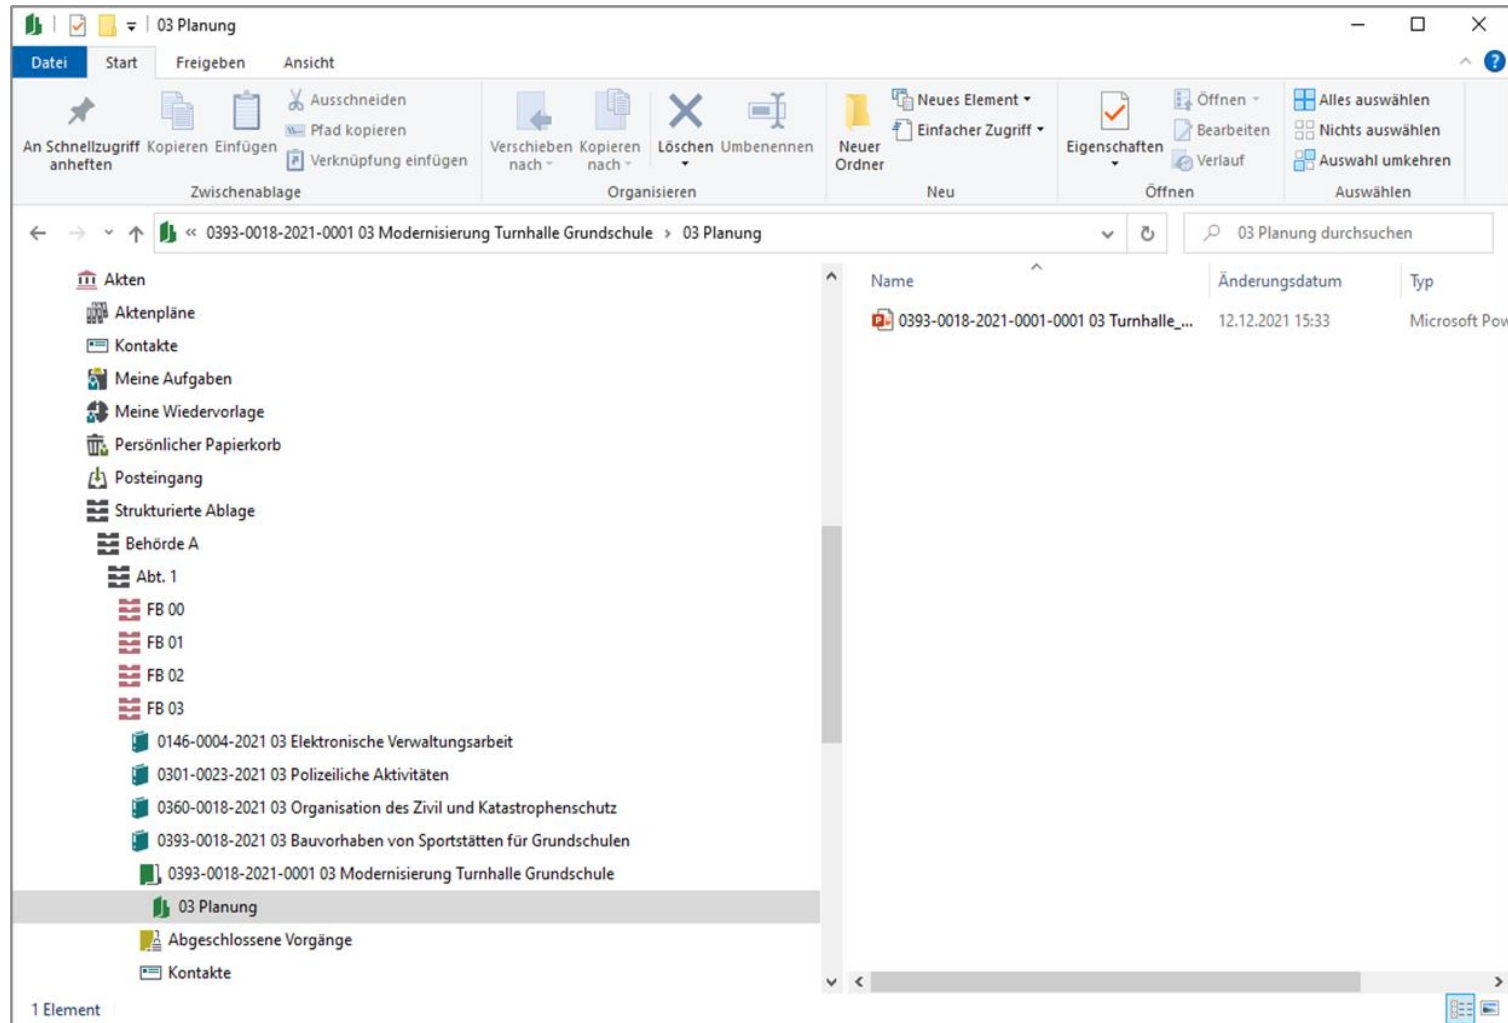 03 Planung
Datei Start Freigeben Ansicht
An Schnellzugriff anheften
Kopieren
Einfügen
Ausschneiden
Pfad kopieren
Verknüpfung einfügen
Zwischenablage
Verschieben nach
Kopieren nach
Löschen
Umbenennen
Organisieren
Neuer Ordner
Neues Element
Einfacher Zugriff
Neu
Eigenschaften
Öffnen
Bearbeiten
Verlauf
Öffnen
Alles auswählen
Nichts auswählen
Auswahl umkehren
Auswählen
« 0393-0018-2021-0001 03 Modernisierung Turnhalle Grundschule › 03 Planung
03 Planung durchsuchen
Akten
Aktenpläne
Kontakte
Meine Aufgaben
Meine Wiedervorlage
Persönlicher Papierkorb
Posteingang
Strukturierte Ablage
Behörde A
Abt. 1
FB 00
FB 01
FB 02
FB 03
0146-0004-2021 03 Elektronische Verwaltungsarbeit
0301-0023-2021 03 Polizeiliche Aktivitäten
0360-0018-2021 03 Organisation des Zivil und Katastrophenschutz
0393-0018-2021 03 Bauvorhaben von Sportstätten für Grundschulen
0393-0018-2021-0001 03 Modernisierung Turnhalle Grundschule
03 Planung
Abgeschlossene Vorgänge
Kontakte
Name Änderungsdatum Typ
0393-0018-2021-0001-0001 03 Turnhalle_... 12.12.2021 15:33 Microsoft Pow
1 Element